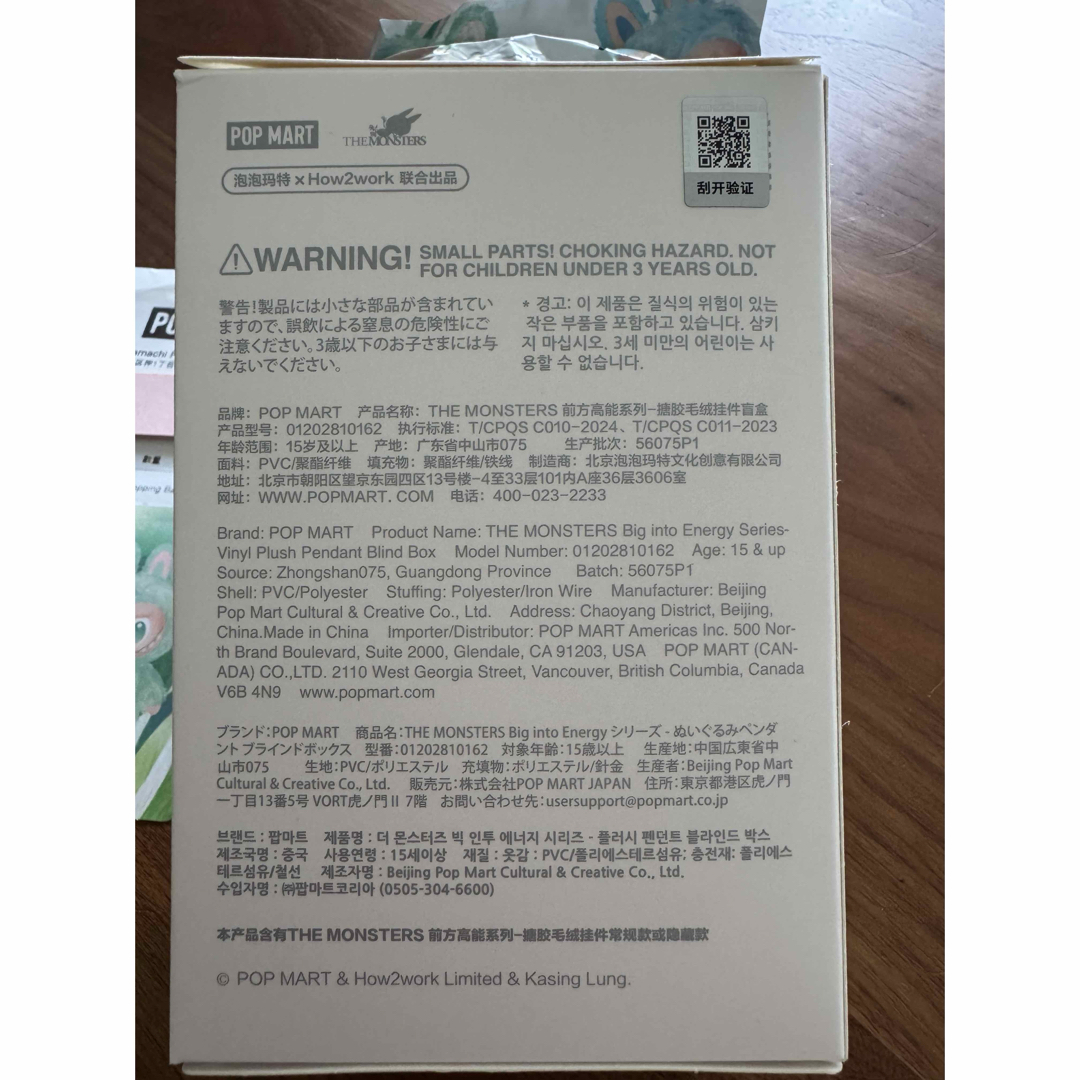 POP MART
THE MONSTERS
泡泡玛特×How2work 联合出品
刮开验证
WARNING! SMALL PARTS! CHOKING HAZARD. NOT
FOR CHILDREN UNDER 3 YEARS OLD.
警告！製品には小さな部品が含まれてい
ますので、誤飲による窒息の危険性にご
注意ください。3歳以下のお子さまには与
えないでください。
* 경고: 이 제품은 질식의 위험이 있는
작은 부품을 포함하고 있습니다. 삼키
지 마십시오. 3세 미만의 어린이는 사
용할 수 없습니다.
品牌：POP MART 产品名称：THE MONSTERS 前方高能系列-搪胶毛绒挂件盲盒
产品型号：01202810162 执行标准：T/CPQS C010-2024、T/CPQS C011-2023
年龄范围：15岁及以上 产地：广东省中山市075 生产批次：56075P1
面料：PVC/聚酯纤维 填充物：聚酯纤维/铁线 制造商：北京泡泡玛特文化创意有限公司
地址：北京市朝阳区望京东园四区13号楼-4至33层101内A座36层3606室
网址：WWW.POPMART. COM 电话：400-023-2233
Brand: POP MART Product Name: THE MONSTERS Big into Energy Series-
Vinyl Plush Pendant Blind Box Model Number: 01202810162 Age: 15 & up
Source: Zhongshan075, Guangdong Province Batch: 56075P1
Shell: PVC/Polyester Stuffing: Polyester/Iron Wire Manufacturer: Beijing
Pop Mart Cultural & Creative Co., Ltd. Address: Chaoyang District, Beijing,
China.Made in China Importer/Distributor: POP MART Americas Inc. 500 Nor-
th Brand Boulevard, Suite 2000, Glendale, CA 91203, USA POP MART (CAN-
ADA) CO.,LTD. 2110 West Georgia Street, Vancouver, British Columbia, Canada
V6B 4N9 www.popmart.com
ブランド:POP MART 商品名:THE MONSTERS Big into Energy シリーズ - ぬいぐるみペンダ
ント ブラインドボックス 型番:01202810162 対象年齢:15歳以上 生産地:中国広東省中
山市075 生地:PVC/ポリエステル 充填物:ポリエステル/針金 生産者:Beijing Pop Mart
Cultural & Creative Co., Ltd. 販売元:株式会社POP MART JAPAN 住所:東京都港区虎ノ門
一丁目13番5号 VORT虎ノ門Ⅱ 7階 お問い合わせ先:usersupport@popmart.co.jp
브랜드 : 팝마트 제품명 : 더 몬스터즈 빅 인투 에너지 시리즈 - 플러시 펜던트 블라인드 박스
제조국명 : 중국 사용연령 : 15세이상 재질 : 옷감 : PVC/폴리에스테르섬유; 충전재: 폴리에스
테르섬유/철선 제조자명 : Beijing Pop Mart Cultural & Creative Co., Ltd.
수입자명 : ㈜팝마트코리아 (0505-304-6600)
本产品含有THE MONSTERS 前方高能系列-搪胶毛绒挂件常规款或隐藏款
© POP MART & How2work Limited & Kasing Lung.
数量